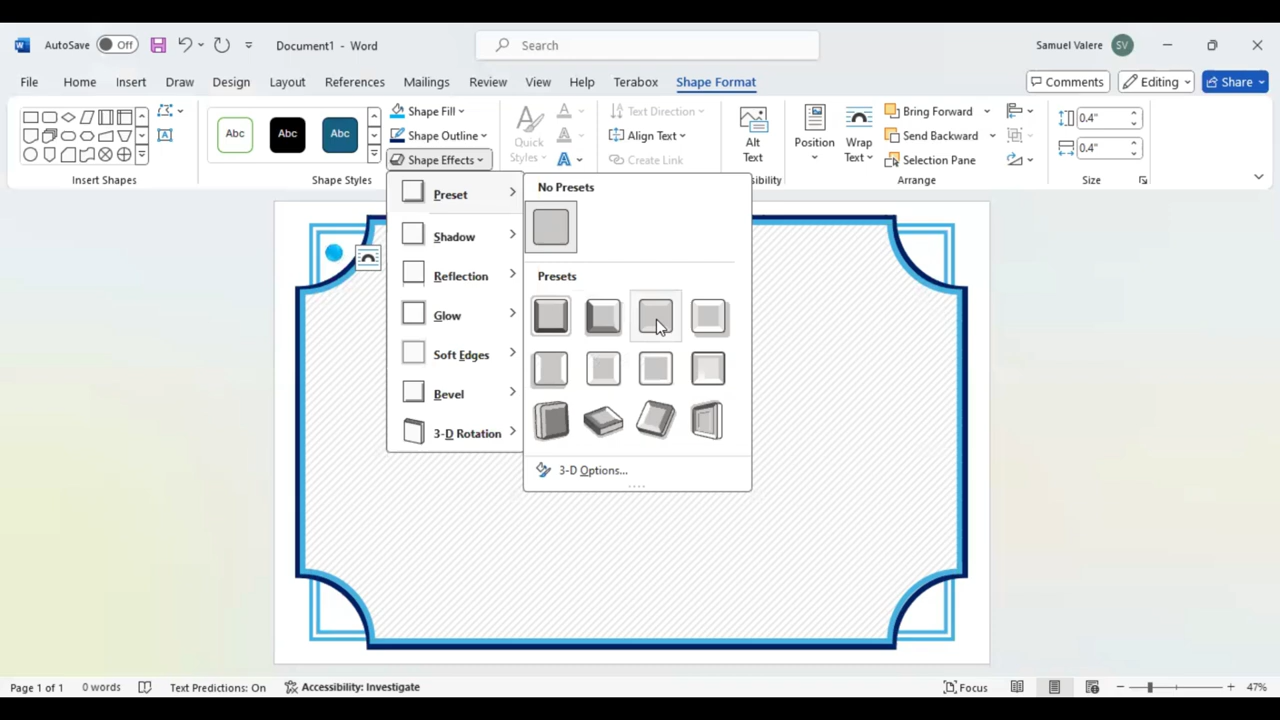 AutoSave Off Document1 - Word Search Samuel Valere SV
File Home Insert Draw Design Layout References Mailings Review View Help Terabox Shape Format Comments Editing Share
Abc Abc Abc
Shape Fill
Shape Outline
Shape Effects
Quick
Styles
Text Direction
Align Text
Create Link
Alt
Text
Position
Wrap
Text
Bring Forward
Send Backward
Selection Pane
0.4"
0.4"
Insert Shapes Shape Styles sibility Arrange Size
Preset
Shadow
Reflection
Glow
Soft Edges
Bevel
3-D Rotation
No Presets
Presets
3-D Options...
Page 1 of 1 0 words Text Predictions: On Accessibility: Investigate Focus 47%